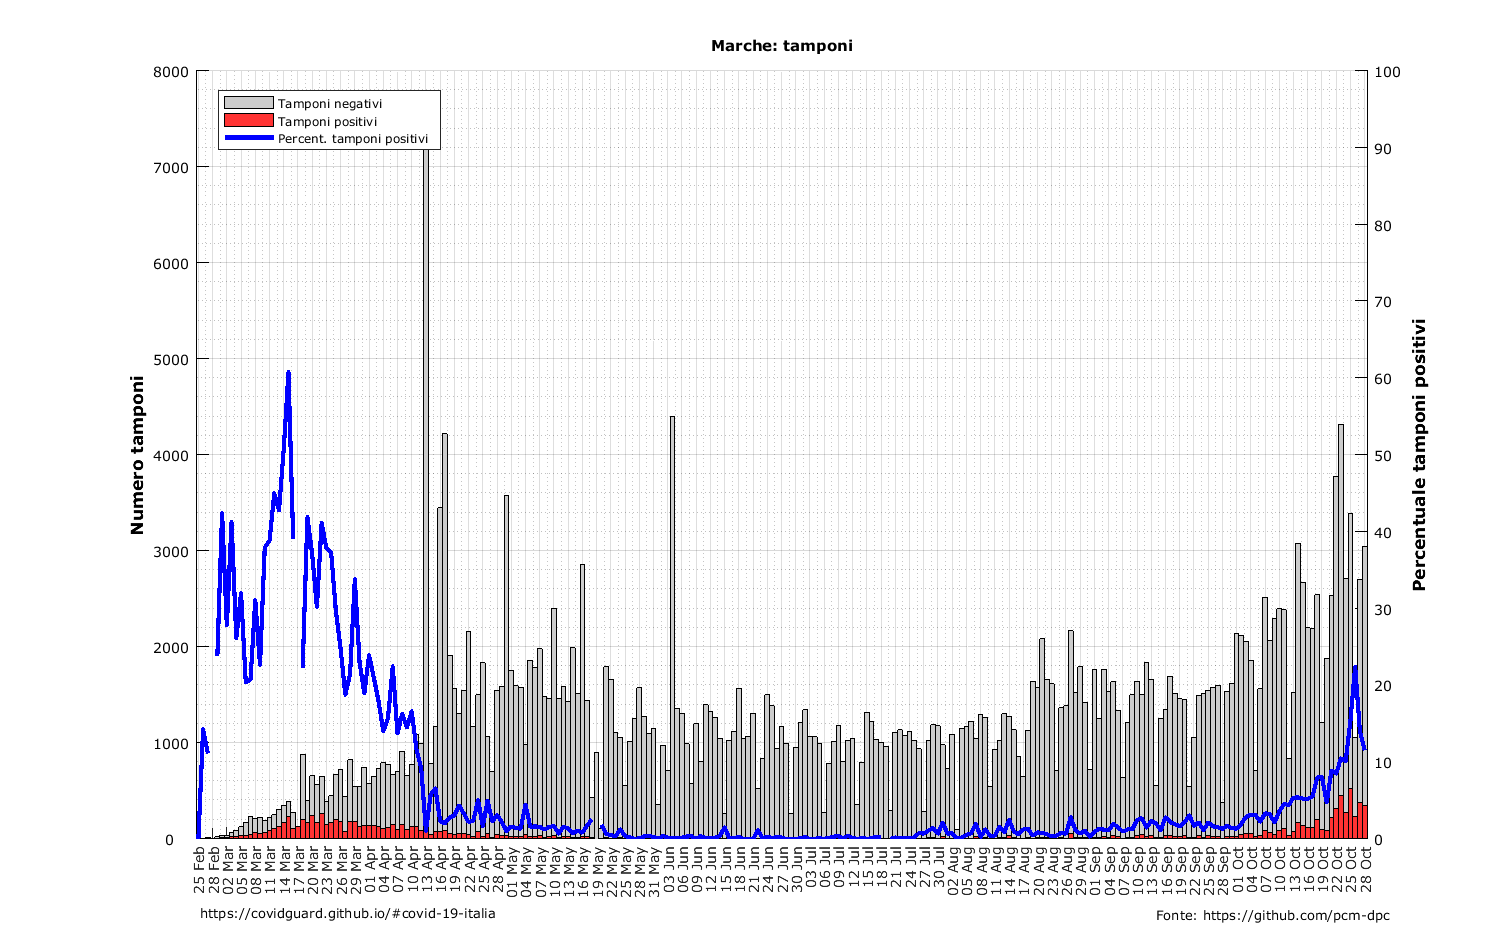 Marche: tamponi
Tamponi negativi
Tamponi positivi
Percent. tamponi positivi
Numero tamponi
8000
7000
6000
5000
4000
3000
2000
1000
0
Percentuale tamponi positivi
100
90
80
70
60
50
40
30
20
10
0
25 Feb
28 Feb
02 Mar
05 Mar
08 Mar
11 Mar
14 Mar
17 Mar
20 Mar
23 Mar
26 Mar
29 Mar
01 Apr
04 Apr
07 Apr
10 Apr
13 Apr
16 Apr
19 Apr
22 Apr
25 Apr
28 Apr
01 May
04 May
07 May
10 May
13 May
16 May
19 May
22 May
25 May
28 May
31 May
03 Jun
06 Jun
09 Jun
12 Jun
15 Jun
18 Jun
21 Jun
24 Jun
27 Jun
30 Jun
03 Jul
06 Jul
09 Jul
12 Jul
15 Jul
18 Jul
21 Jul
24 Jul
27 Jul
30 Jul
02 Aug
05 Aug
08 Aug
11 Aug
14 Aug
17 Aug
20 Aug
23 Aug
26 Aug
29 Aug
01 Sep
04 Sep
07 Sep
10 Sep
13 Sep
16 Sep
19 Sep
22 Sep
25 Sep
28 Sep
01 Oct
04 Oct
07 Oct
10 Oct
13 Oct
16 Oct
19 Oct
22 Oct
25 Oct
28 Oct
https://covidguard.github.io/#covid-19-italia
Fonte: https://github.com/pcm-dpc